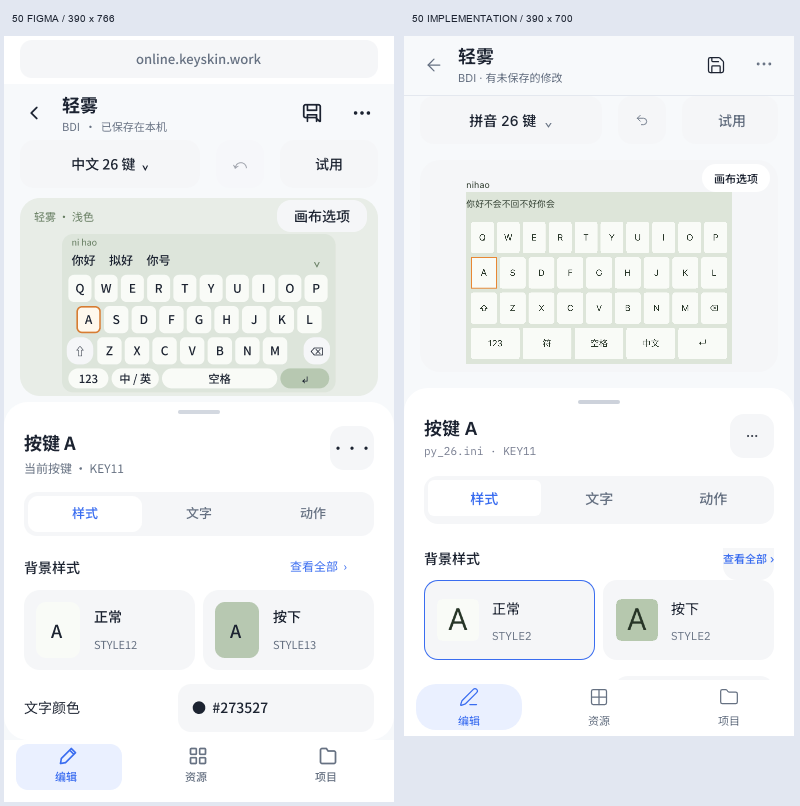 50 FIGMA / 390 x 766
online.keyskin.work
轻雾
BDI · 已保存在本机
中文 26 键
试用
轻雾 · 浅色
画布选项
ni hao
你好 拟好 你号
Q W E R T Y U I O P
A S D F G H J K L
Z X C V B N M
123 中 / 英 空格
按键 A
当前按键 · KEY11
样式 文字 动作
背景样式 查看全部 ›
A 正常 STYLE12
A 按下 STYLE13
文字颜色 #273527
编辑 资源 项目
50 IMPLEMENTATION / 390 x 700
轻雾
BDI · 有未保存的修改
拼音 26 键
试用
画布选项
nihao
你好不会不回不好你会
Q W E R T Y U I O P
A S D F G H J K L
Z X C V B N M
123 符 空格 中文
按键 A
py_26.ini · KEY11
样式 文字 动作
背景样式 查看全部 ›
A 正常 STYLE2
A 按下 STYLE2
编辑 资源 项目